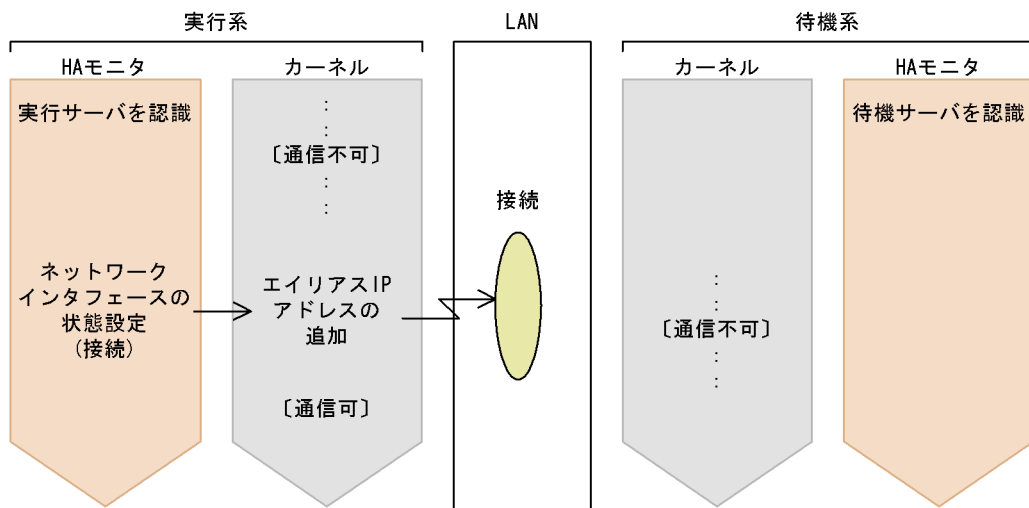 実行系
LAN
待機系
HAモニタ
カーネル
カーネル
HAモニタ
実行サーバを認識
:
:
〔通信不可〕
:
:
待機サーバを認識
接続
ネットワーク
インタフェースの
状態設定
(接続)
エイリアスIP
アドレスの
追加
〔通信可〕
:
:
〔通信不可〕
:
: